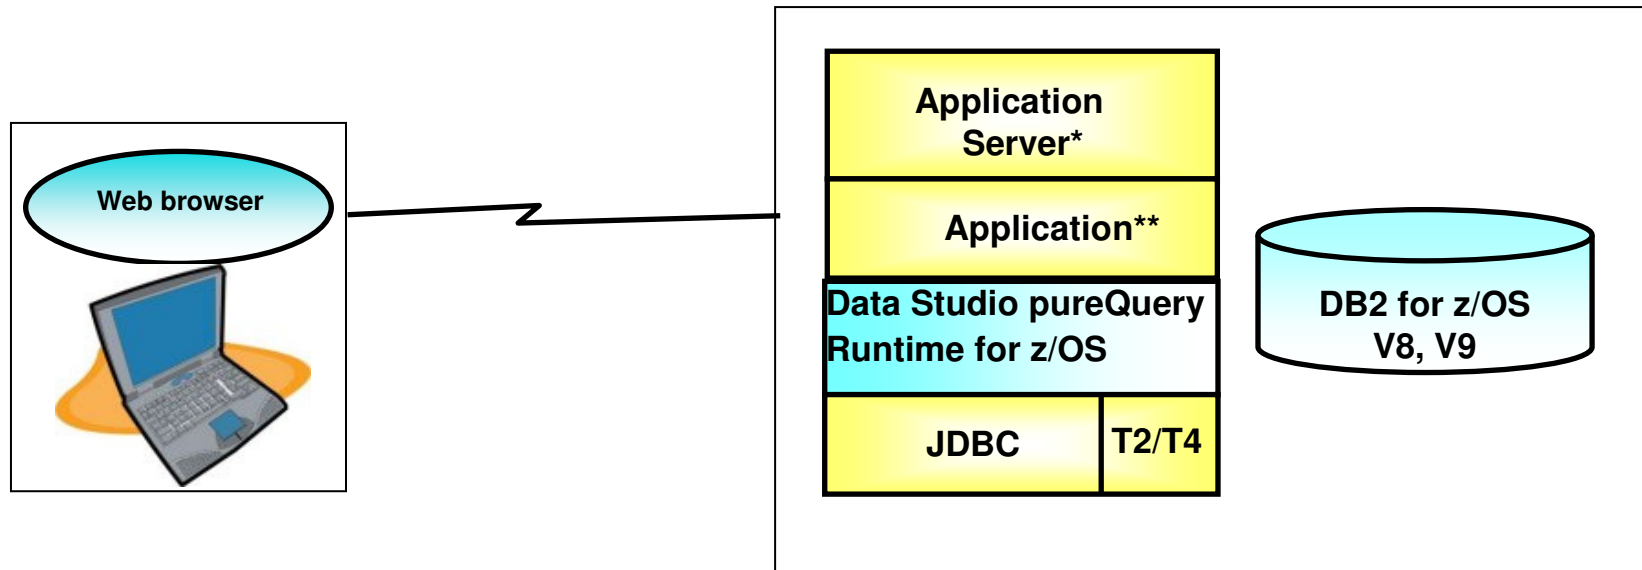 Web browser
Application
Server*
Application**
Data Studio pureQuery
Runtime for z/OS
JDBC
T2/T4
DB2 for z/OS
V8, V9